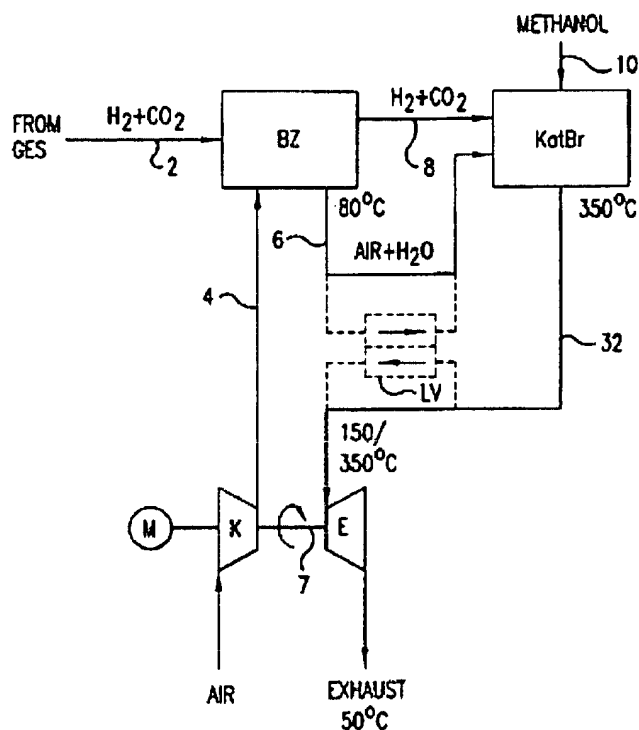 METHANOL
10
H₂+CO₂
H₂+CO₂
FROM
GES
BZ
KatBr
2
8
80°C
350°C
6
AIR+H₂O
4
32
LV
150/
350°C
M
K
E
7
AIR
EXHAUST
50°C